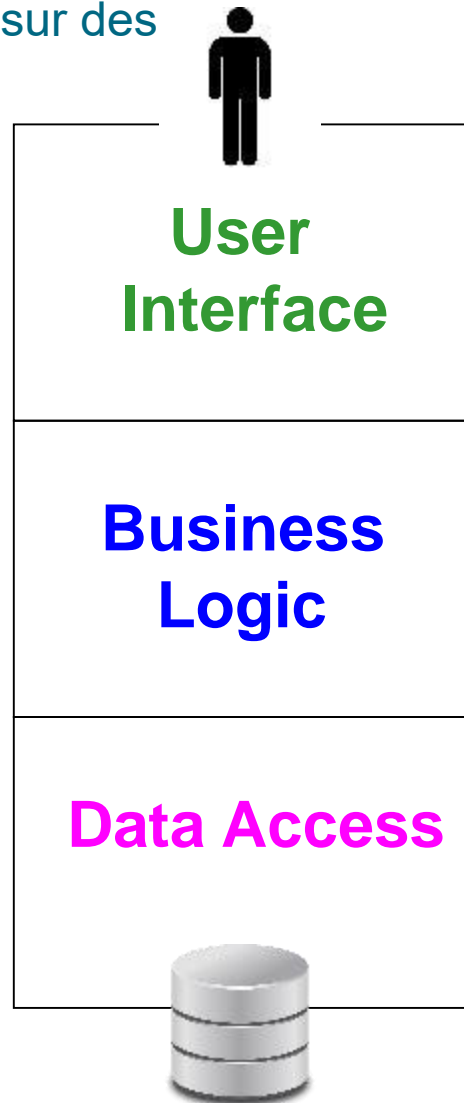 sur des
User
Interface
Business
Logic
Data Access